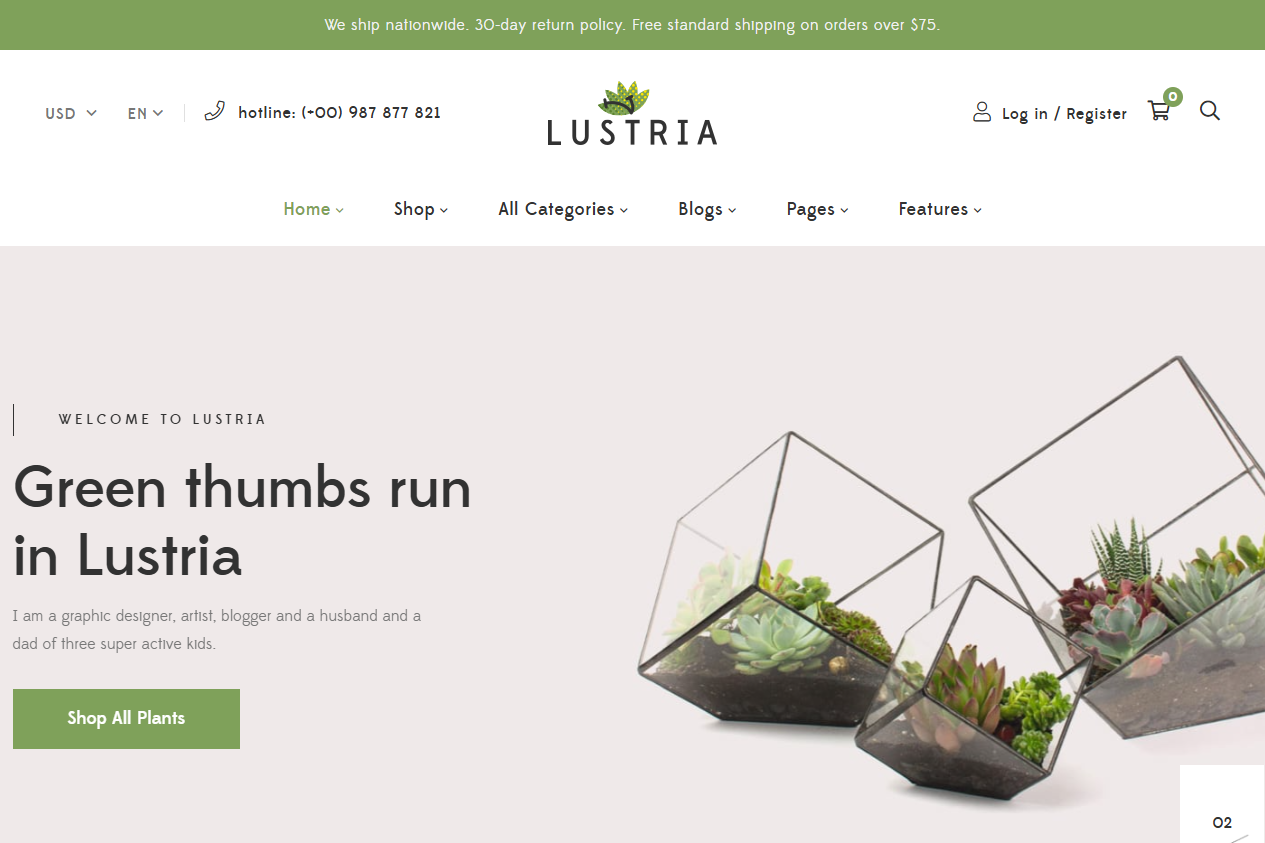 We ship nationwide. 30-day return policy. Free standard shipping on orders over $75.
USD EN hotline: (+00) 987 877 821
LUSTRIA
Log in / Register
0
Home Shop All Categories Blogs Pages Features
WELCOME TO LUSTRIA
Green thumbs run
in Lustria
I am a graphic designer, artist, blogger and a husband and a
dad of three super active kids.
Shop All Plants
02